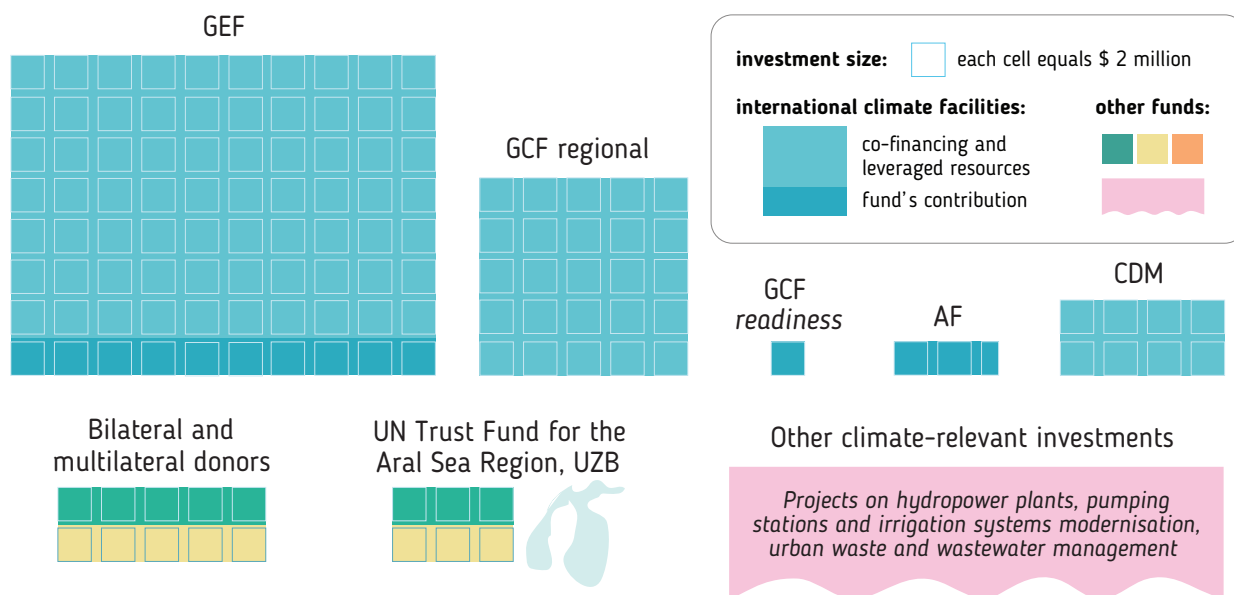 GEF
GCF regional
investment size:
each cell equals $ 2 million
international climate facilities:
co-financing and
leveraged resources
fund's contribution
other funds:
GCF
readiness
AF
CDM
Bilateral and
multilateral donors
UN Trust Fund for the
Aral Sea Region, UZB
Other climate-relevant investments
Projects on hydropower plants, pumping
stations and irrigation systems modernisation,
urban waste and wastewater management